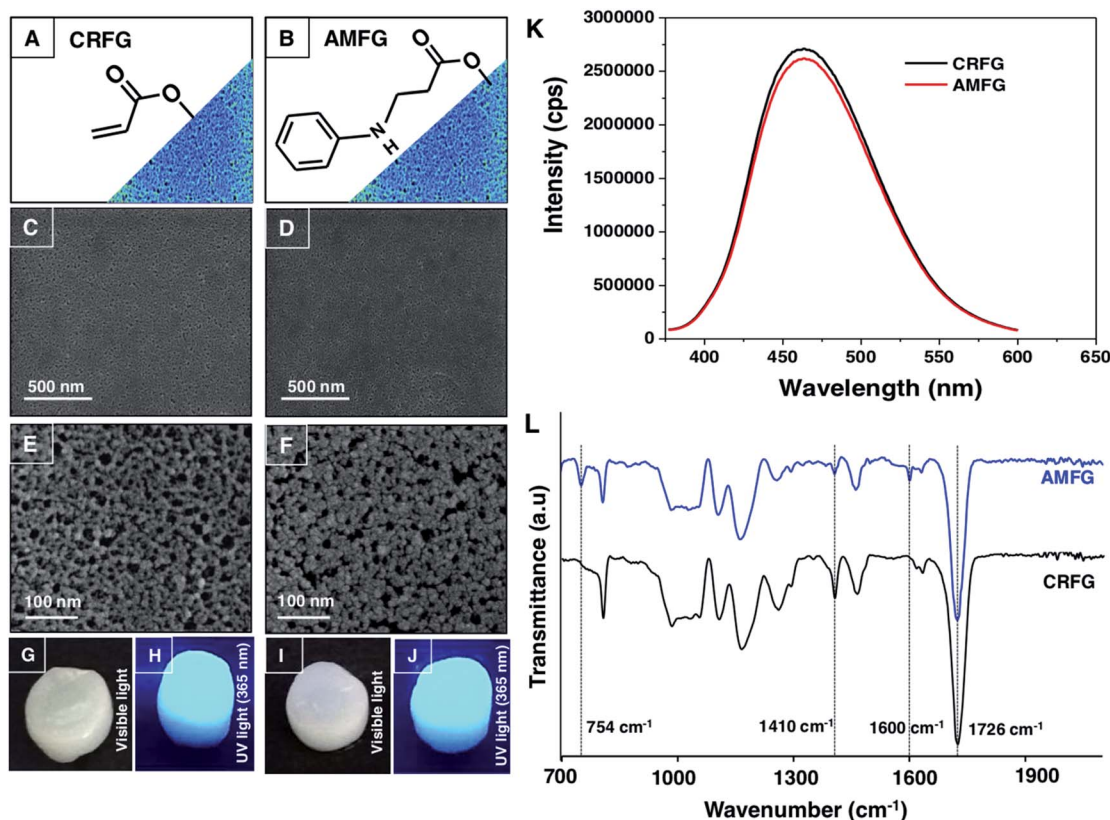 A
CRFG
O
O
B
AMFG
O
O
N
H
C
500 nm
D
500 nm
E
100 nm
F
100 nm
G
Visible light
H
UV light (365 nm)
I
Visible light
J
UV light (365 nm)
K
3000000
2500000
2000000
1500000
1000000
500000
0
Intensity (cps)
CRFG
AMFG
400 450 500 550 600 650
Wavelength (nm)
L
Transmittance (a.u)
AMFG
CRFG
754 cm⁻¹
1410 cm⁻¹
1600 cm⁻¹
1726 cm⁻¹
700 1000 1300 1600 1900
Wavenumber (cm⁻¹)